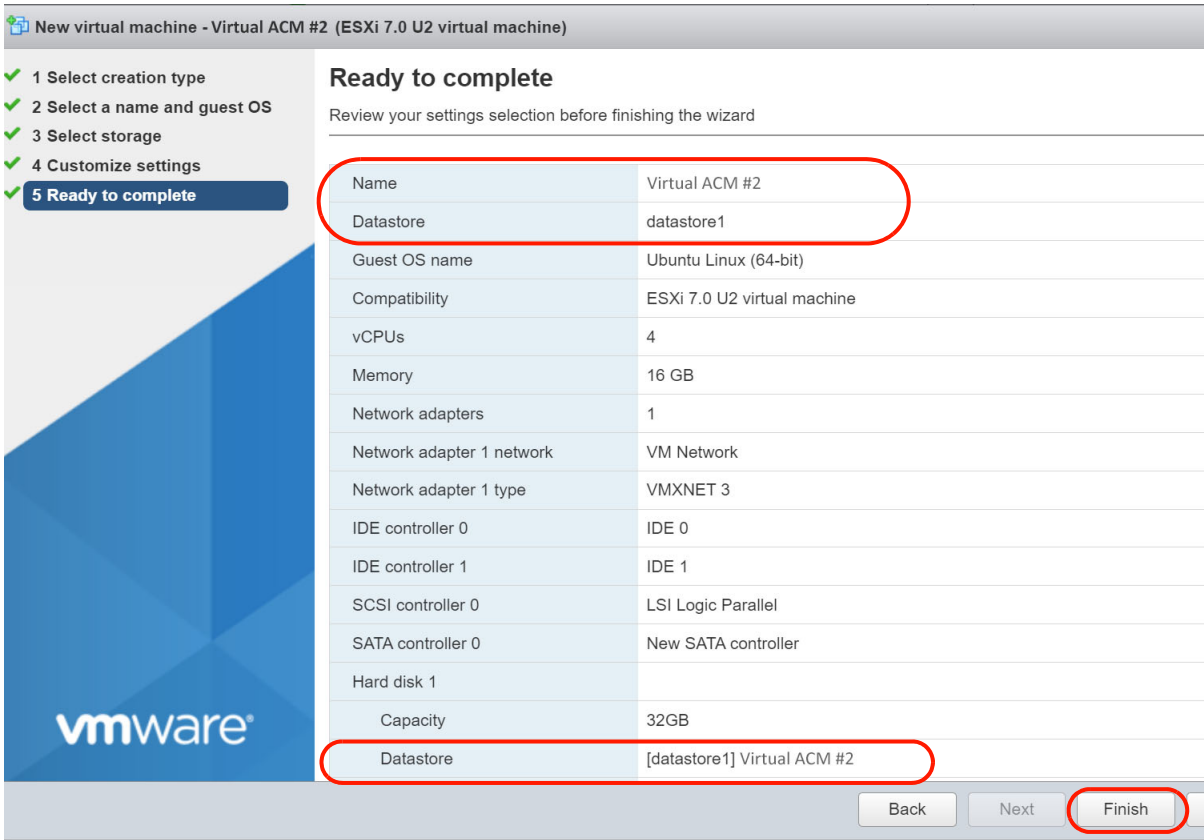 New virtual machine - Virtual ACM #2 (ESXi 7.0 U2 virtual machine)
1 Select creation type
2 Select a name and guest OS
3 Select storage
4 Customize settings
5 Ready to complete
vmware®
Ready to complete
Review your settings selection before finishing the wizard
Name Virtual ACM #2
Datastore datastore1
Guest OS name Ubuntu Linux (64-bit)
Compatibility ESXi 7.0 U2 virtual machine
vCPUs 4
Memory 16 GB
Network adapters 1
Network adapter 1 network VM Network
Network adapter 1 type VMXNET 3
IDE controller 0 IDE 0
IDE controller 1 IDE 1
SCSI controller 0 LSI Logic Parallel
SATA controller 0 New SATA controller
Hard disk 1
Capacity 32GB
Datastore [datastore1] Virtual ACM #2
Back Next Finish